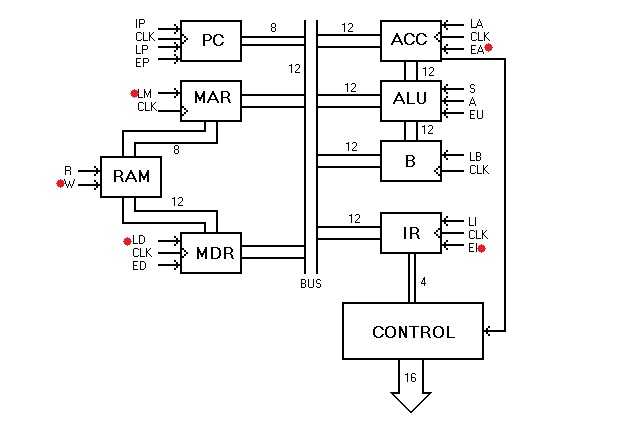 IP
CLK
LP
EP
PC
8
12
ACC
LA
CLK
EA
12
12
LM
CLK
MAR
12
ALU
S
A
EU
8
12
R
W
RAM
12
B
LB
CLK
12
LD
CLK
ED
MDR
12
IR
LI
CLK
EI
BUS
4
CONTROL
16